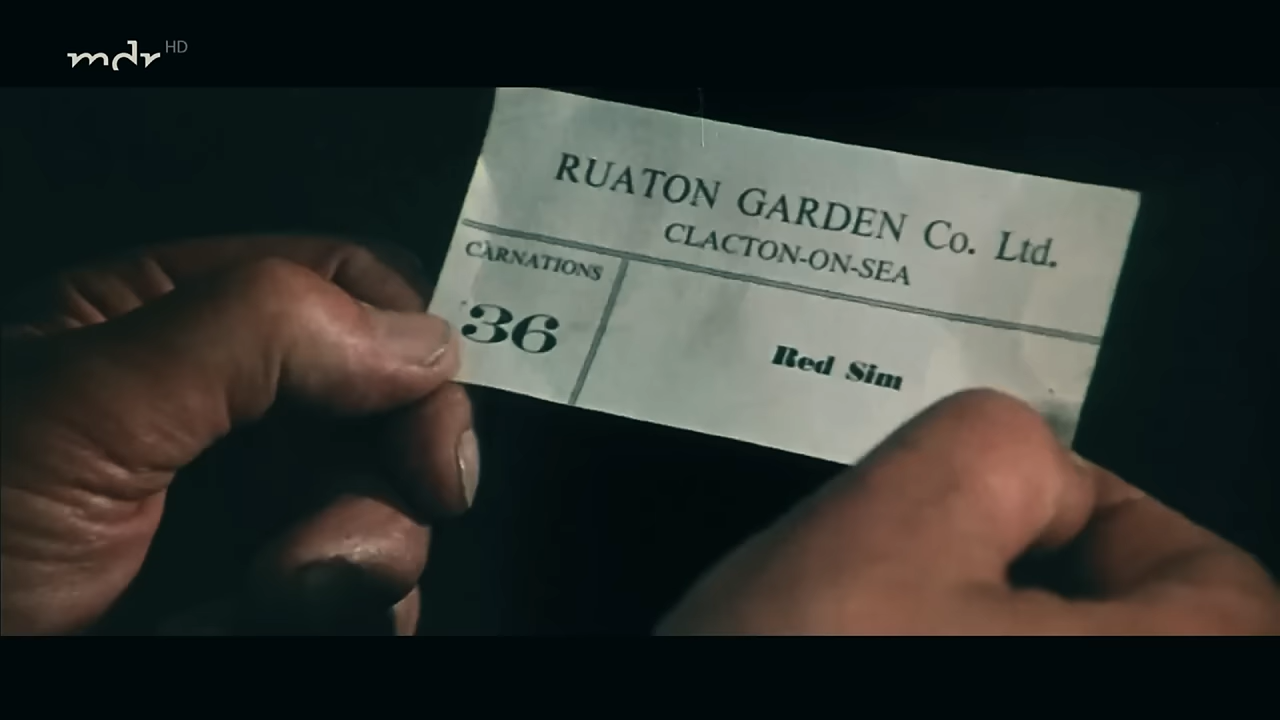 mdr HD
RUATON GARDEN Co. Ltd.
CLACTON-ON-SEA
CARNATIONS
36
Red Sim